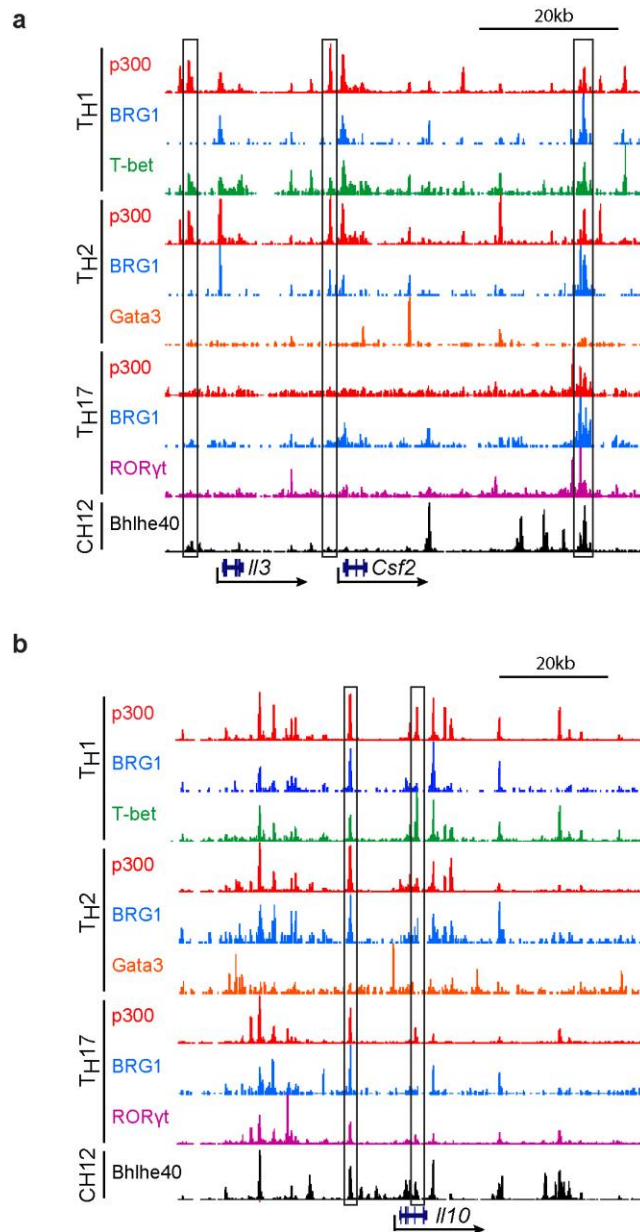 a
20kb
TH1
p300
BRG1
T-bet
TH2
p300
BRG1
Gata3
TH17
p300
BRG1
RORγt
CH12
Bhlhe40
Il3
Csf2
b
20kb
TH1
p300
BRG1
T-bet
TH2
p300
BRG1
Gata3
TH17
p300
BRG1
RORγt
CH12
Bhlhe40
Il10